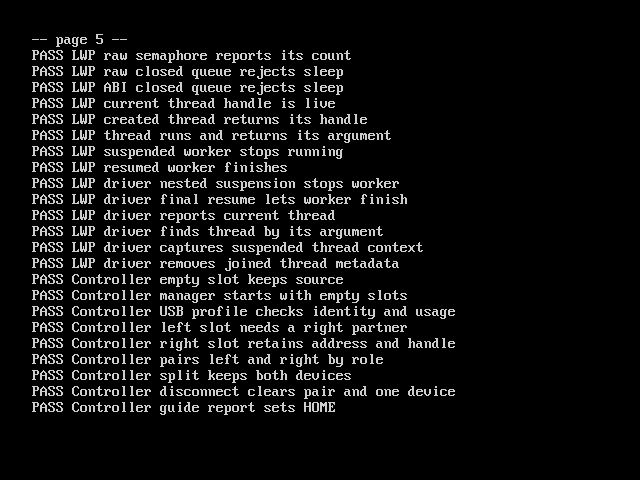 -- page 5 --
PASS LWP raw semaphore reports its count
PASS LWP raw closed queue rejects sleep
PASS LWP ABI closed queue rejects sleep
PASS LWP current thread handle is live
PASS LWP created thread returns its handle
PASS LWP thread runs and returns its argument
PASS LWP suspended worker stops running
PASS LWP resumed worker finishes
PASS LWP driver nested suspension stops worker
PASS LWP driver final resume lets worker finish
PASS LWP driver reports current thread
PASS LWP driver finds thread by its argument
PASS LWP driver captures suspended thread context
PASS LWP driver removes joined thread metadata
PASS Controller empty slot keeps source
PASS Controller manager starts with empty slots
PASS Controller USB profile checks identity and usage
PASS Controller left slot needs a right partner
PASS Controller right slot retains address and handle
PASS Controller pairs left and right by role
PASS Controller split keeps both devices
PASS Controller disconnect clears pair and one device
PASS Controller guide report sets HOME